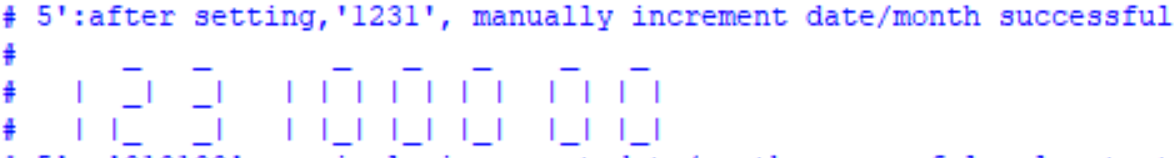 # 5':after setting,'1231', manually increment date/month successful
#
#      _   _       _   _   _    _   _
#   |  _|  _|   | | | | | | |  | | | |
#   | |_   _|   | |_| |_| |_|  |_| |_|